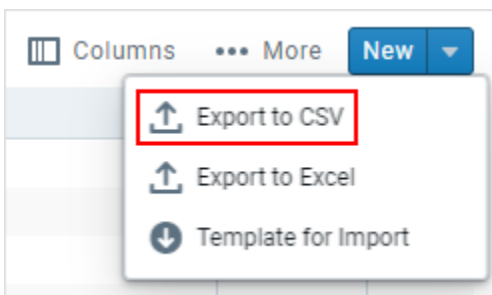 Columns ••• More New
Export to CSV
Export to Excel
Template for Import